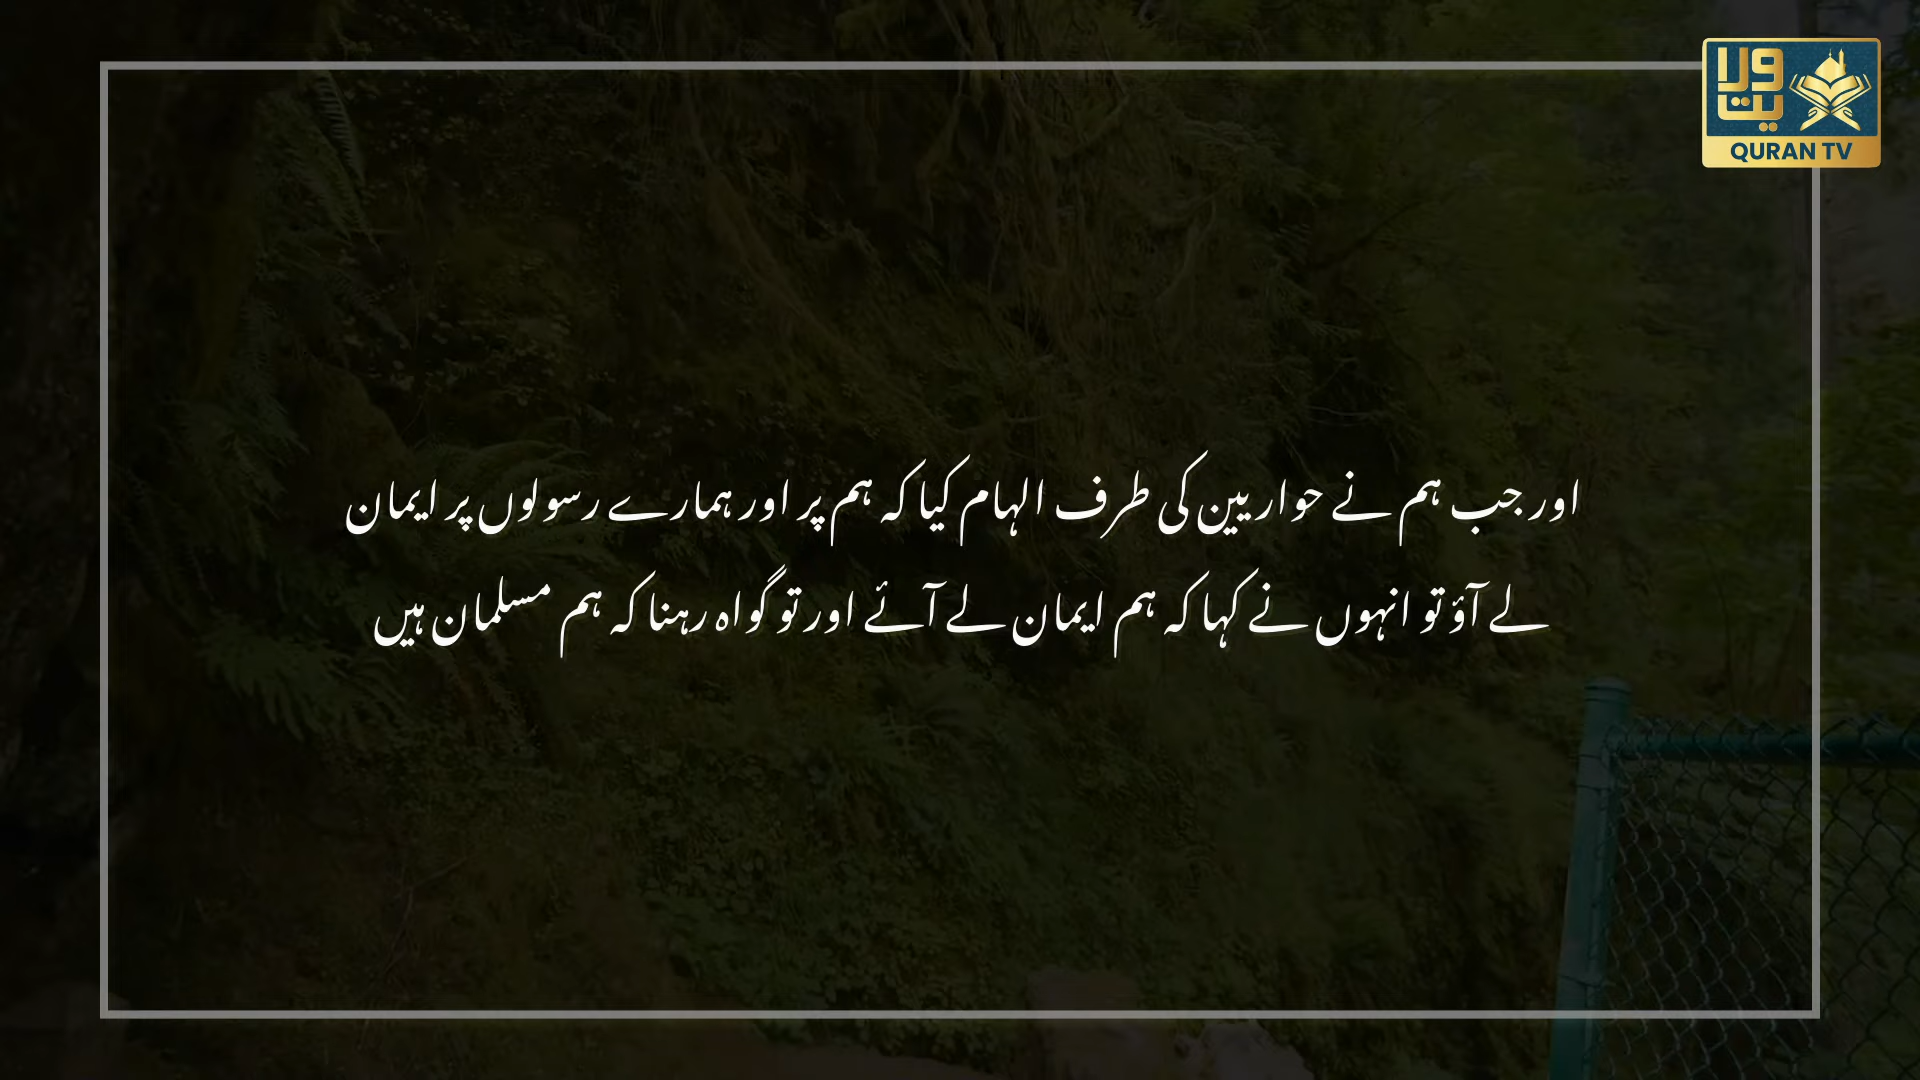 ولا
یت
QURAN TV
اور جب ہم نے حواریین کی طرف الہام کیا کہ ہم پر اور ہمارے رسولوں پر ایمان
لے آؤ تو انہوں نے کہا کہ ہم ایمان لے آئے اور تو گواہ رہنا کہ ہم مسلمان ہیں